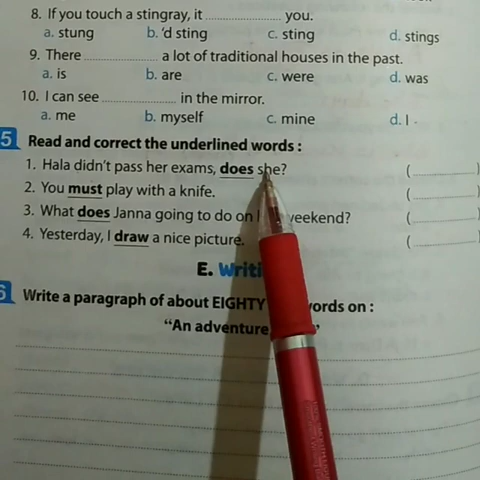 8. If you touch a stingray, it .................... you.
a. stung b. 'd sting c. sting d. stings
9. There .................... a lot of traditional houses in the past.
a. is b. are c. were d. was
10. I can see .................... in the mirror.
a. me b. myself c. mine d. I
5 Read and correct the underlined words :
1. Hala didn't pass her exams, does she? (....................)
2. You must play with a knife. (....................)
3. What does Janna going to do on weekend? (....................)
4. Yesterday, I draw a nice picture. (....................)
E. Writi
6 Write a paragraph of about EIGHTY ords on :
"An adventure